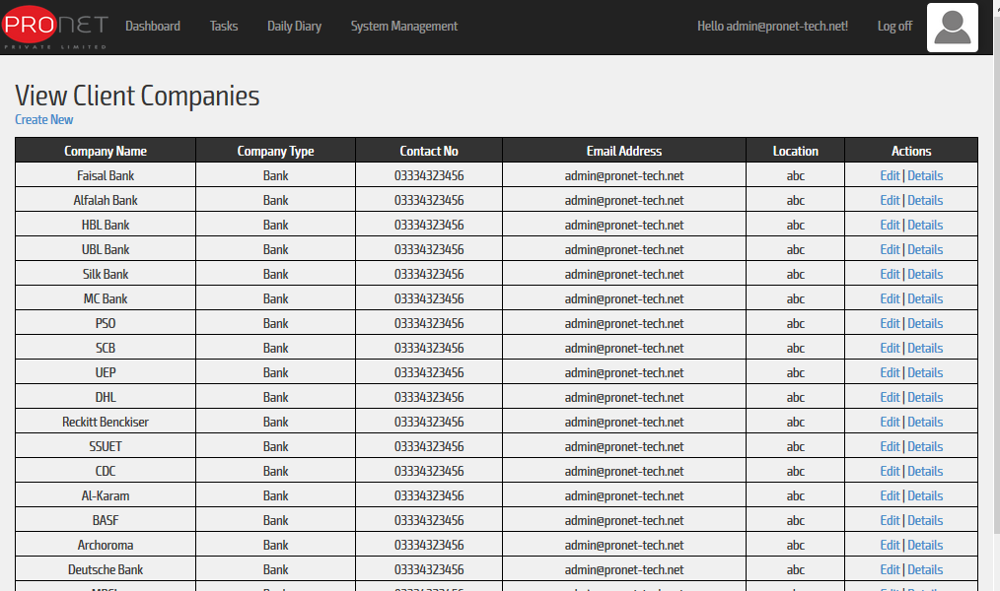 PRONET Dashboard Tasks Daily Diary System Management Hello admin@pronet-tech.net! Log off
PRIVATE LIMITED
View Client Companies
Create New
Company Name Company Type Contact No Email Address Location Actions
Faisal Bank Bank 03334323456 admin@pronet-tech.net abc Edit | Details
Alfalah Bank Bank 03334323456 admin@pronet-tech.net abc Edit | Details
HBL Bank Bank 03334323456 admin@pronet-tech.net abc Edit | Details
UBL Bank Bank 03334323456 admin@pronet-tech.net abc Edit | Details
Silk Bank Bank 03334323456 admin@pronet-tech.net abc Edit | Details
MC Bank Bank 03334323456 admin@pronet-tech.net abc Edit | Details
PSO Bank 03334323456 admin@pronet-tech.net abc Edit | Details
SCB Bank 03334323456 admin@pronet-tech.net abc Edit | Details
UEP Bank 03334323456 admin@pronet-tech.net abc Edit | Details
DHL Bank 03334323456 admin@pronet-tech.net abc Edit | Details
Reckitt Benckiser Bank 03334323456 admin@pronet-tech.net abc Edit | Details
SSUET Bank 03334323456 admin@pronet-tech.net abc Edit | Details
CDC Bank 03334323456 admin@pronet-tech.net abc Edit | Details
Al-Karam Bank 03334323456 admin@pronet-tech.net abc Edit | Details
BASF Bank 03334323456 admin@pronet-tech.net abc Edit | Details
Archoroma Bank 03334323456 admin@pronet-tech.net abc Edit | Details
Deutsche Bank Bank 03334323456 admin@pronet-tech.net abc Edit | Details